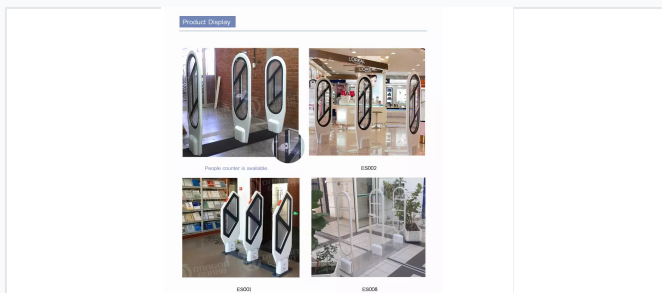 Product Display
People counter is available.
ES002
ES003
ES008